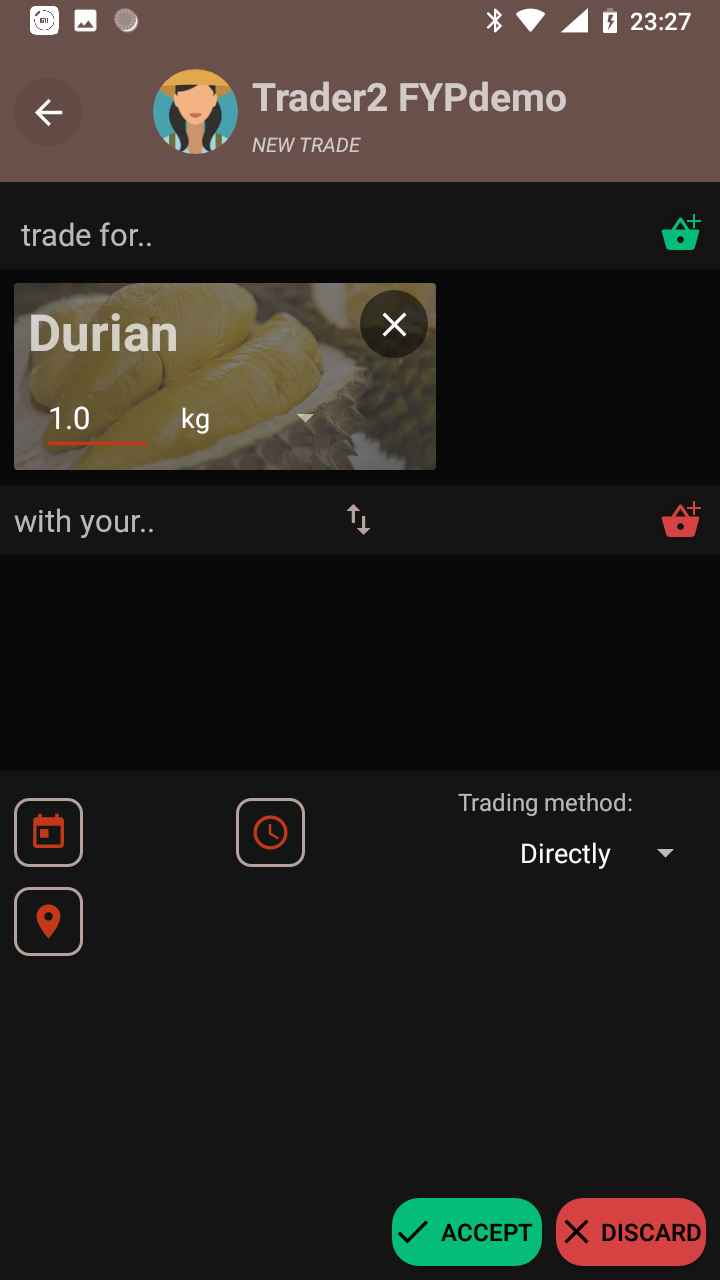 23:27
Trader2 FYPdemo
NEW TRADE
trade for..
Durian
1.0 kg
with your..
Trading method:
Directly
ACCEPT DISCARD